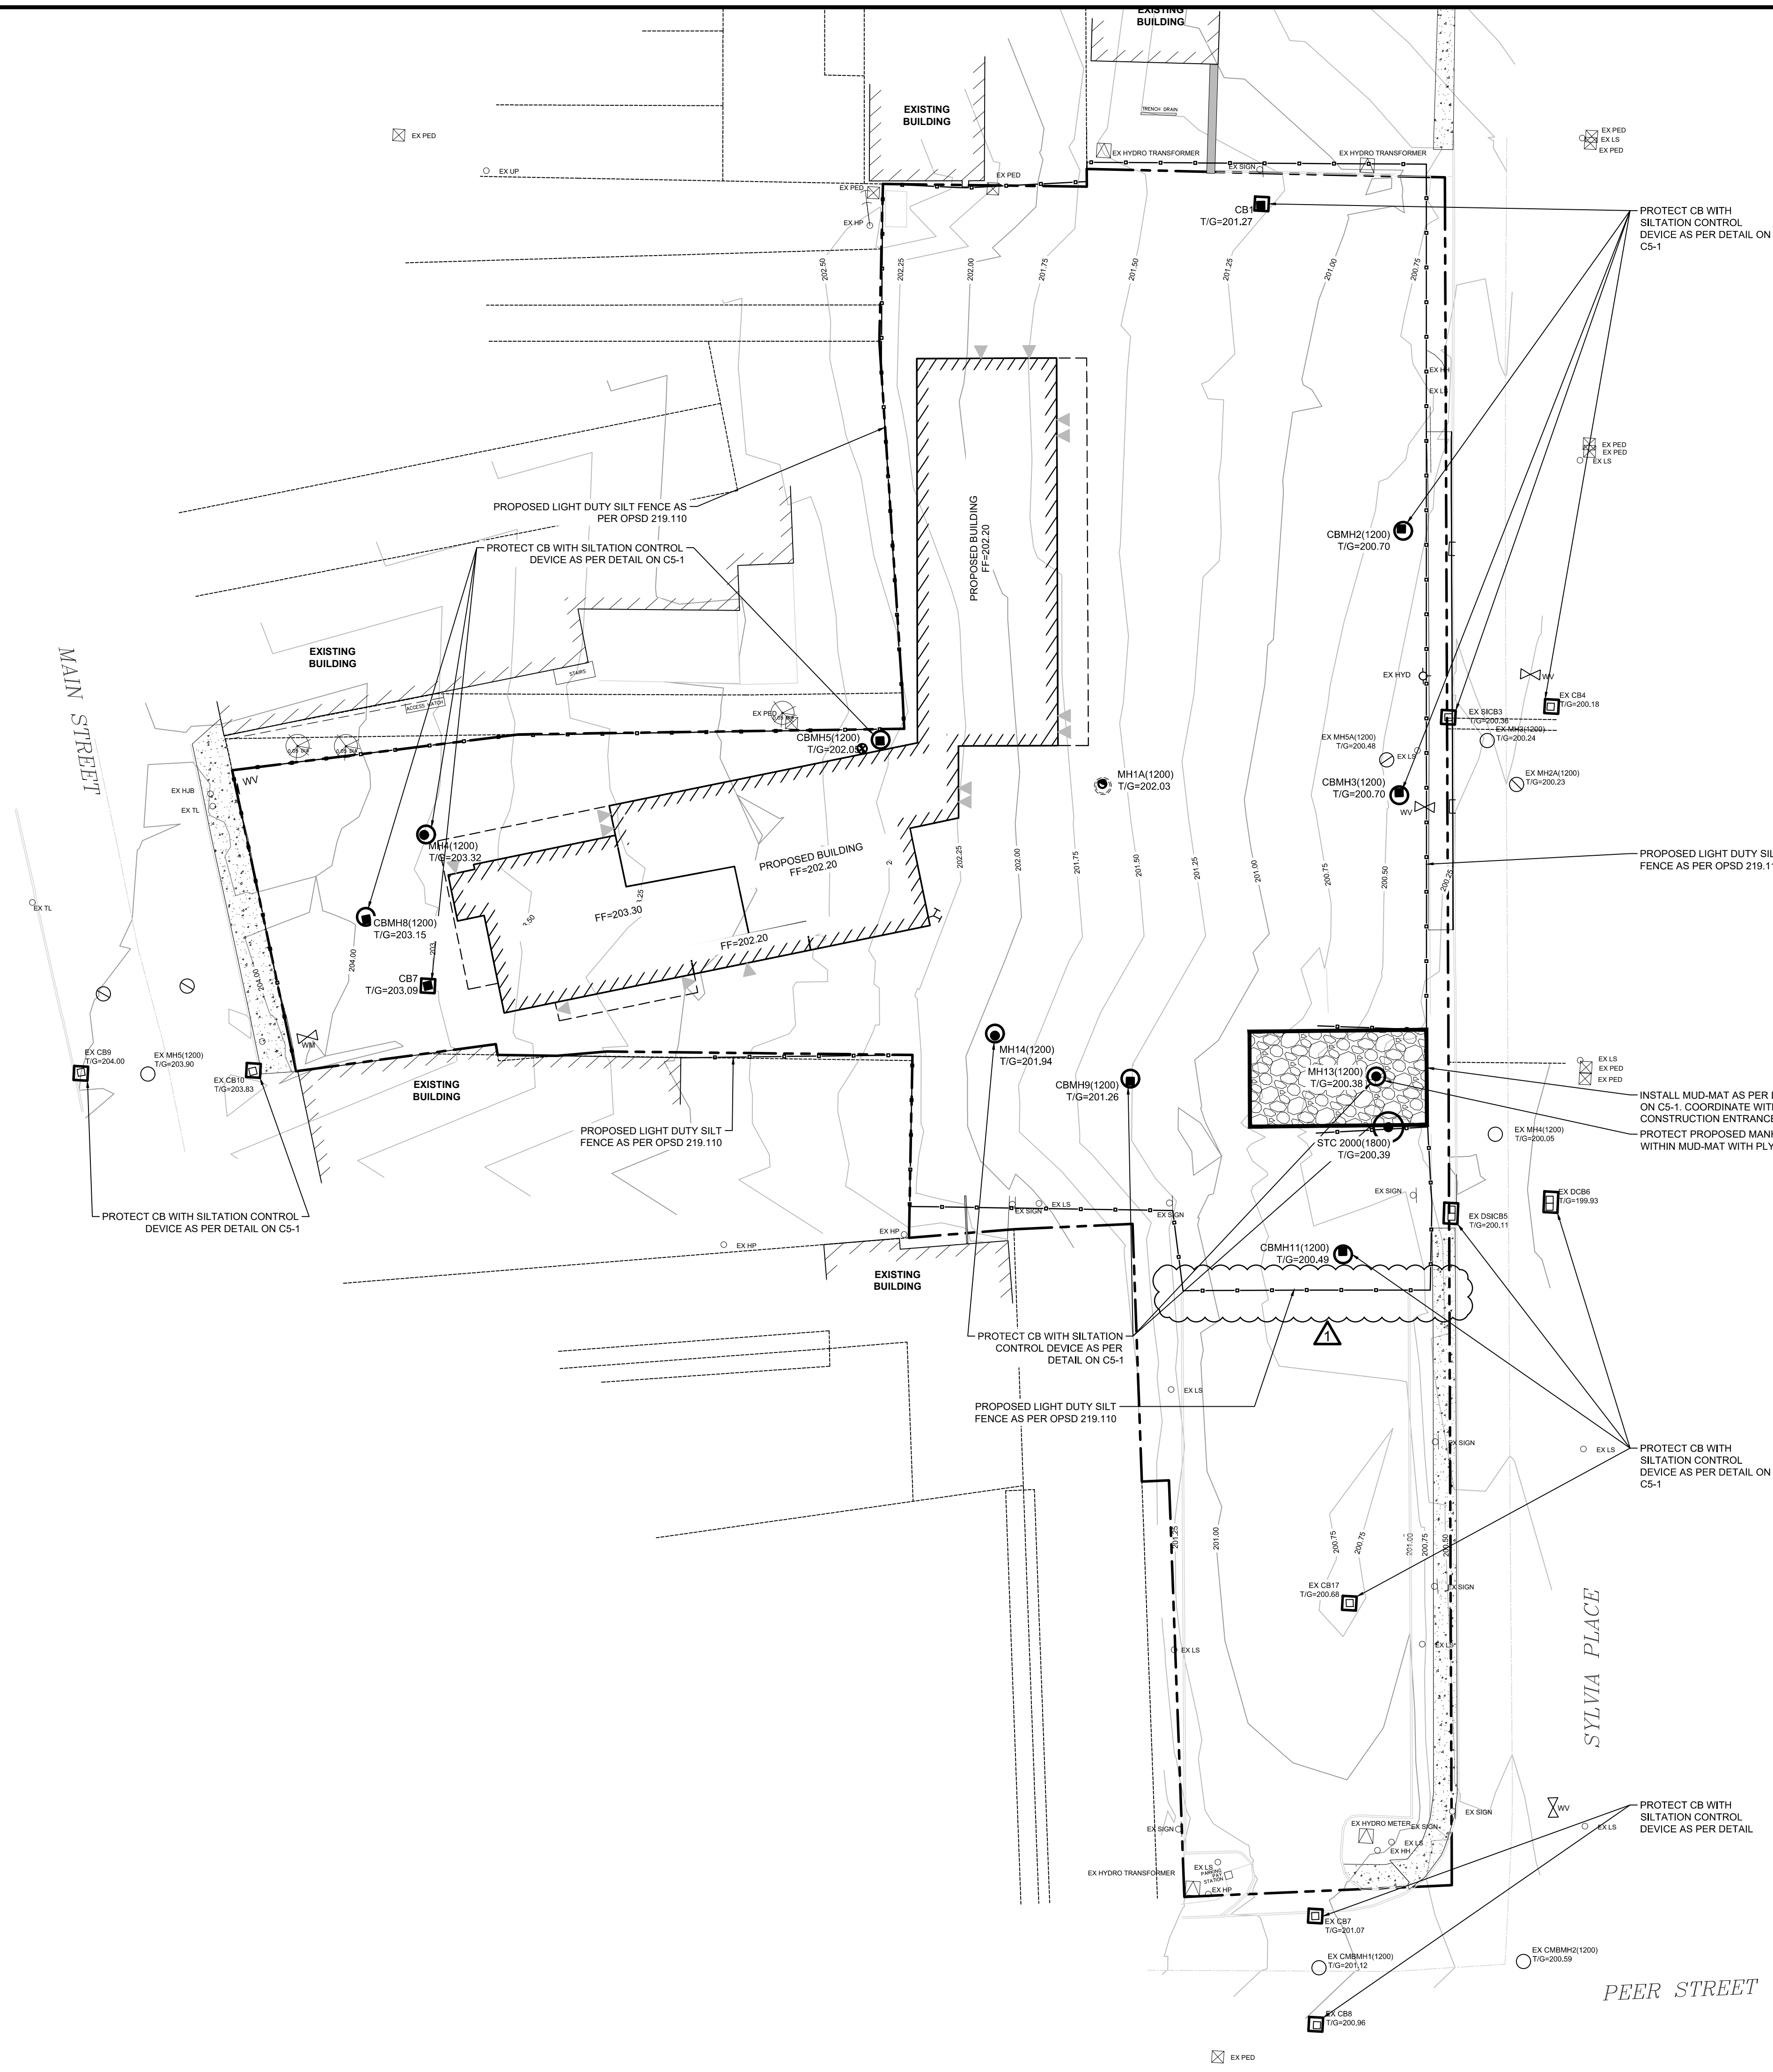 EXISTING
BUILDING
EXISTING
BUILDING
TRENCH DRAIN
EX PED
EX PED
EX LS
EX PED
EX HYDRO TRANSFORMER
EX HYDRO TRANSFORMER
EX UP
EX SIGN
EX PED
EX PED
EX HP
CB1
T/G=201.27
PROTECT CB WITH
SILTATION CONTROL
DEVICE AS PER DETAIL ON
C5-1
202.50
202.25
202.00
201.75
201.50
201.25
201.00
200.75
EX HH
EX LS
EX PED
EX PED
EX LS
PROPOSED LIGHT DUTY SILT FENCE AS
PER OPSD 219.110
PROTECT CB WITH SILTATION CONTROL
DEVICE AS PER DETAIL ON C5-1
PROPOSED BUILDING
FF=202.20
CBMH2(1200)
T/G=200.70
MAIN STREET
EXISTING
BUILDING
STAIRS
ACCESS HATCH
EX HYD
WV
EX CB4
T/G=200.18
EX SICB3
T/G=200.36
EX PED
CBMH5(1200)
T/G=202.05
EX MH5A(1200)
T/G=200.48
EX LS
EX MH3(1200)
T/G=200.24
WV
EX HJB
EX TL
MH1A(1200)
T/G=202.03
EX MH2A(1200)
T/G=200.23
CBMH3(1200)
T/G=200.70
WV
MH4(1200)
T/G=203.32
PROPOSED BUILDING
FF=202.20
202.25
202.00
201.75
201.50
201.25
201.00
200.75
200.50
200.25
PROPOSED LIGHT DUTY SIL
FENCE AS PER OPSD 219.11
EX TL
FF=203.30
CBMH8(1200)
T/G=203.15
FF=202.20
204.00
203
CB7
T/G=203.09
204.00
WM
EX CB9
T/G=204.00
EX MH5(1200)
T/G=203.90
EX CB10
T/G=203.83
EXISTING
BUILDING
MH14(1200)
T/G=201.94
CBMH9(1200)
T/G=201.26
MH13(1200)
T/G=200.38
EX LS
EX PED
EX PED
INSTALL MUD-MAT AS PER
ON C5-1. COORDINATE WIT
CONSTRUCTION ENTRANCE
PROTECT PROPOSED MAN
WITHIN MUD-MAT WITH PLY
PROPOSED LIGHT DUTY SILT
FENCE AS PER OPSD 219.110
STC 2000(1800)
T/G=200.39
EX MH4(1200)
T/G=200.05
PROTECT CB WITH SILTATION CONTROL
DEVICE AS PER DETAIL ON C5-1
EX SIGN
EX LS
EX SIGN
EX SIGN
EX DSICB5
T/G=200.11
EX DCB6
T/G=199.93
EX HP
EX HP
CBMH11(1200)
T/G=200.49
EXISTING
BUILDING
1
PROTECT CB WITH SILTATION
CONTROL DEVICE AS PER
DETAIL ON C5-1
EX LS
PROPOSED LIGHT DUTY SILT
FENCE AS PER OPSD 219.110
EX SIGN
EX LS
PROTECT CB WITH
SILTATION CONTROL
DEVICE AS PER DETAIL ON
C5-1
201.25
201.00
200.75
200.75
201.00
200.75
200.50
EX CB17
T/G=200.68
EX SIGN
EX LS
EX LS
SYLVIA PLACE
EX SIGN
WV
EX LS
PROTECT CB WITH
SILTATION CONTROL
DEVICE AS PER DETAIL
EX SIGN
EX HYDRO METER
EX SIGN
EX LS
EX HH
EX HYDRO TRANSFORMER
EX LS
PARKING
PAY
STATION
EX HP
EX CB7
T/G=201.07
EX CMBMH1(1200)
T/G=201.12
EX CMBMH2(1200)
T/G=200.59
PEER STREET
EX CB8
T/G=200.96
EX PED